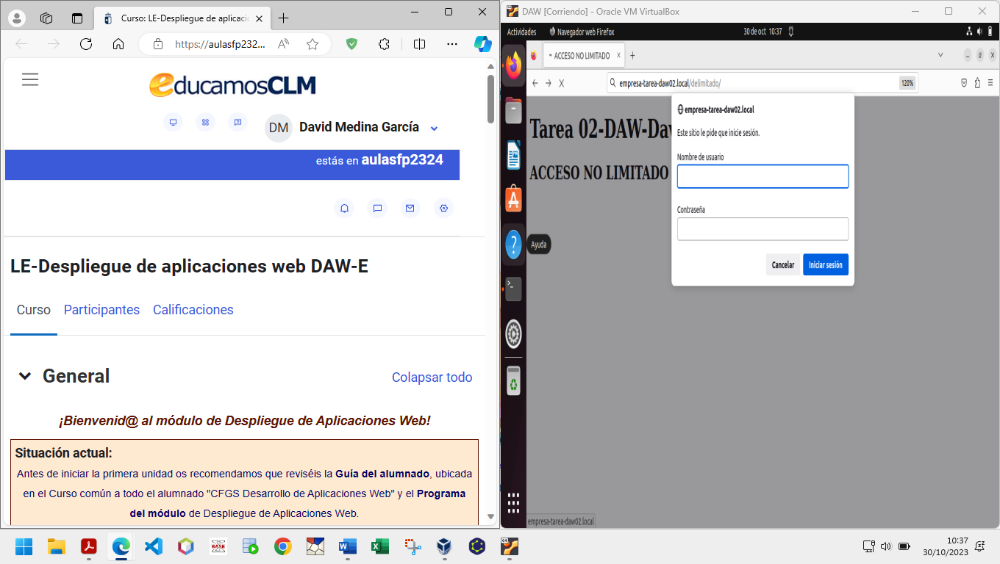 Curso: LE-Despliegue de aplicacio
https://aulasfp232...
educamosCLM
DM
David Medina García
estás en aulasfp2324
LE-Despliegue de aplicaciones web DAW-E
Curso
Participantes
Calificaciones
General
Colapsar todo
¡Bienvenid@ al módulo de Despliegue de Aplicaciones Web!
Situación actual:
Antes de iniciar la primera unidad os recomendamos que reviséis la Guía del alumnado, ubicada
en el Curso común a todo el alumnado "CFGS Desarrollo de Aplicaciones Web" y el Programa
del módulo de Despliegue de Aplicaciones Web.
DAW [Corriendo] - Oracle VM VirtualBox
Actividades
Navegador web Firefox
30 de oct 10:37
ACCESO NO LIMITADO
empresa-tarea-daw02.local/delimitado/
120%
Tarea 02-DAW-Dav
ACCESO NO LIMITADO
empresa-tarea-daw02.local
Este sitio le pide que inicie sesión.
Nombre de usuario
Contraseña
Cancelar
Iniciar sesión
Ayuda
empresa-tarea-daw02.local
10:37
30/10/2023